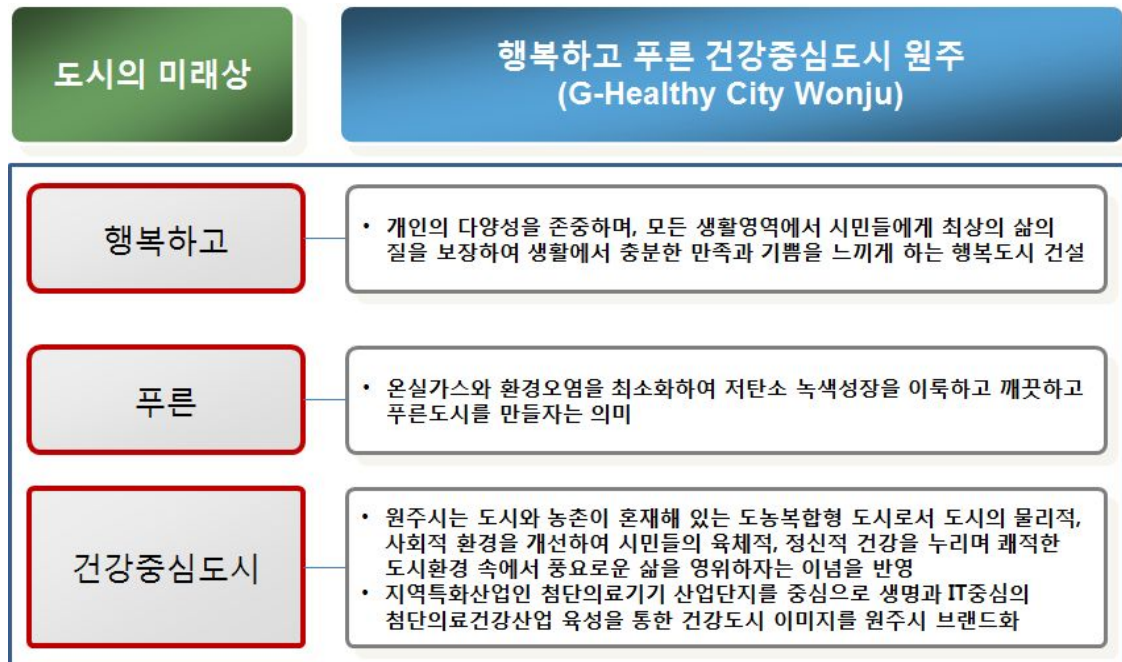 도시의 미래상
행복하고 푸른 건강중심도시 원주
(G-Healthy City Wonju)
행복하고
• 개인의 다양성을 존중하며, 모든 생활영역에서 시민들에게 최상의 삶의
질을 보장하여 생활에서 충분한 만족과 기쁨을 느끼게 하는 행복도시 건설
푸른
• 온실가스와 환경오염을 최소화하여 저탄소 녹색성장을 이룩하고 깨끗하고
푸른도시를 만들자는 의미
건강중심도시
• 원주시는 도시와 농촌이 혼재해 있는 도농복합형 도시로서 도시의 물리적,
사회적 환경을 개선하여 시민들의 육체적, 정신적 건강을 누리며 쾌적한
도시환경 속에서 풍요로운 삶을 영위하자는 이념을 반영
• 지역특화산업인 첨단의료기기 산업단지를 중심으로 생명과 IT중심의
첨단의료건강산업 육성을 통한 건강도시 이미지를 원주시 브랜드화